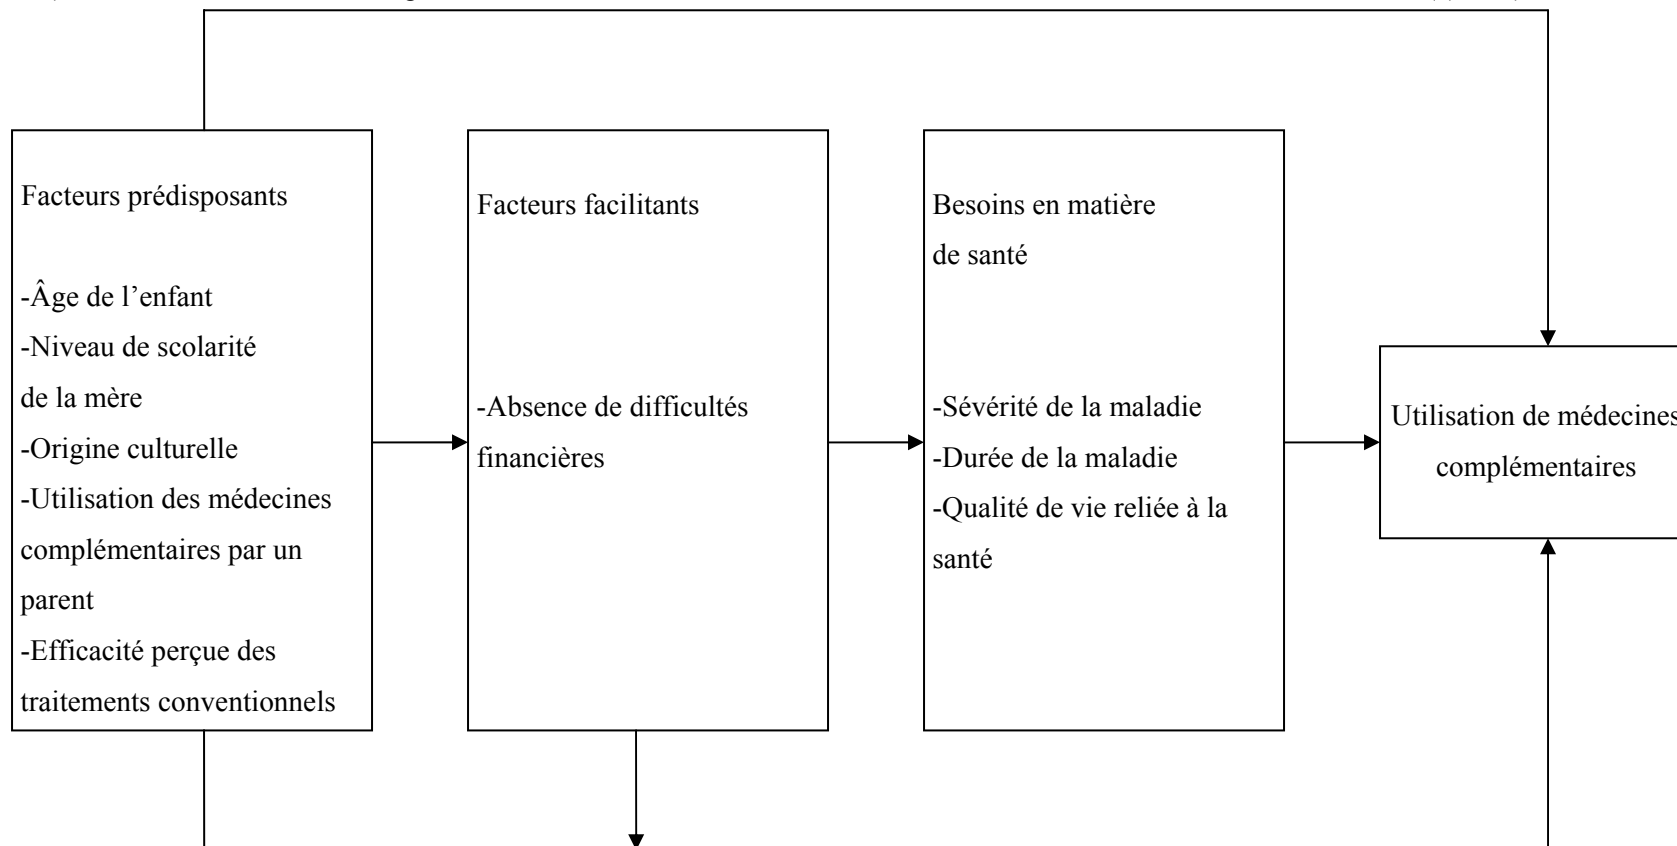 Facteurs prédisposants
-Âge de l’enfant
-Niveau de scolarité
de la mère
-Origine culturelle
-Utilisation des médecines
complémentaires par un
parent
-Efficacité perçue des
traitements conventionnels
Facteurs facilitants
-Absence de difficultés
financières
Besoins en matière
de santé
-Sévérité de la maladie
-Durée de la maladie
-Qualité de vie reliée à la
santé
Utilisation de médecines
complémentaires